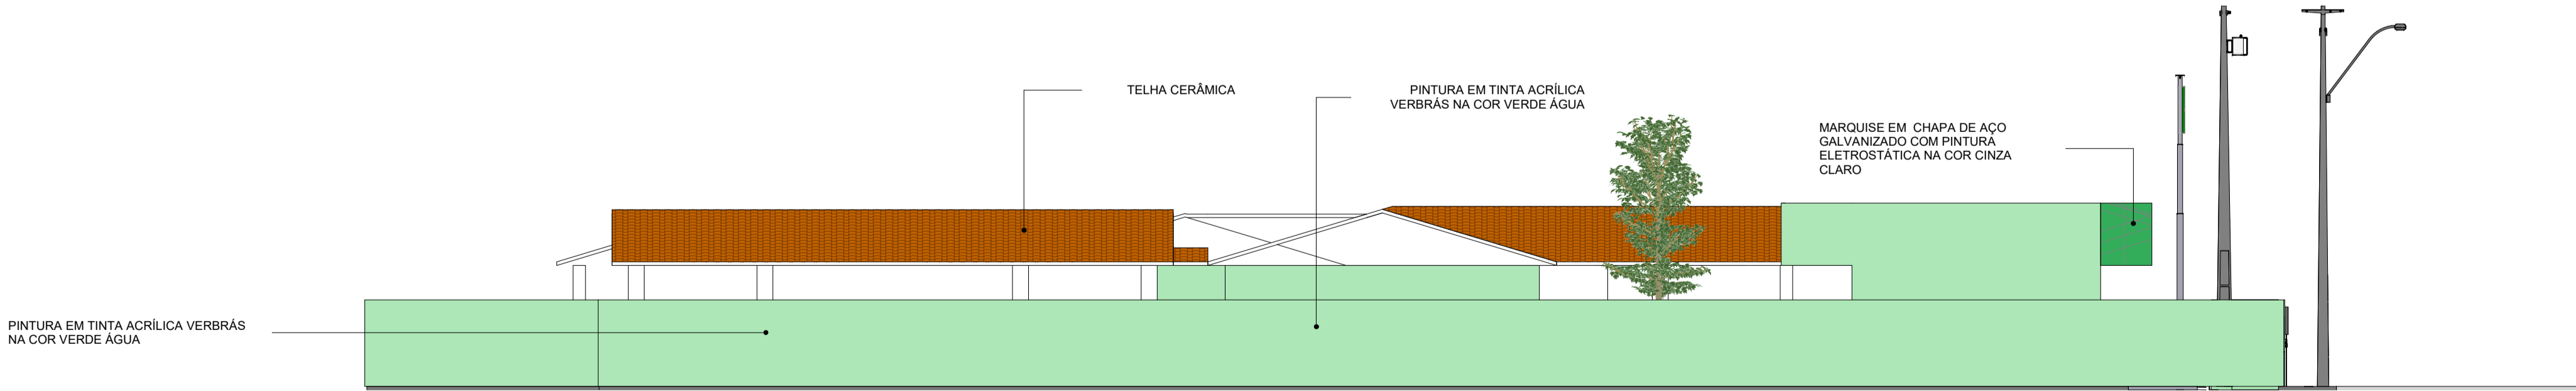 TELHA CERÂMICA
PINTURA EM TINTA ACRÍLICA
VERBRÁS NA COR VERDE ÁGUA
MARQUISE EM CHAPA DE AÇO
GALVANIZADO COM PINTURA
ELETROSTÁTICA NA COR CINZA
CLARO
PINTURA EM TINTA ACRÍLICA VERBRÁS
NA COR VERDE ÁGUA